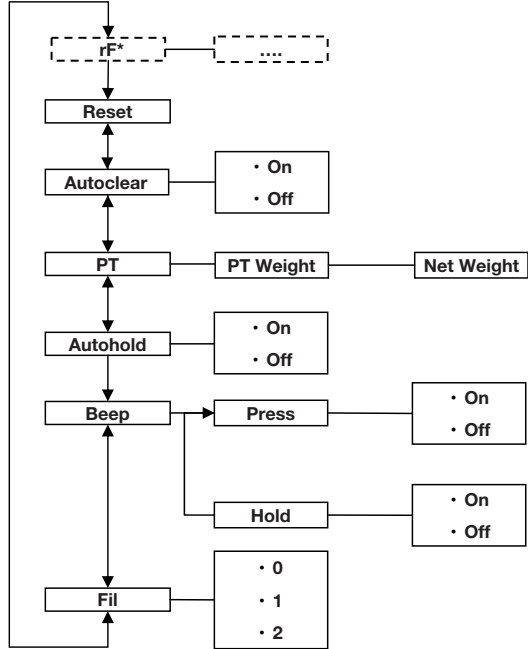 rF* ....
Reset
Autoclear
・ On
・ Off
PT PT Weight Net Weight
Autohold
・ On
・ Off
Beep Press
・ On
・ Off
Hold
・ On
・ Off
Fil
・ 0
・ 1
・ 2